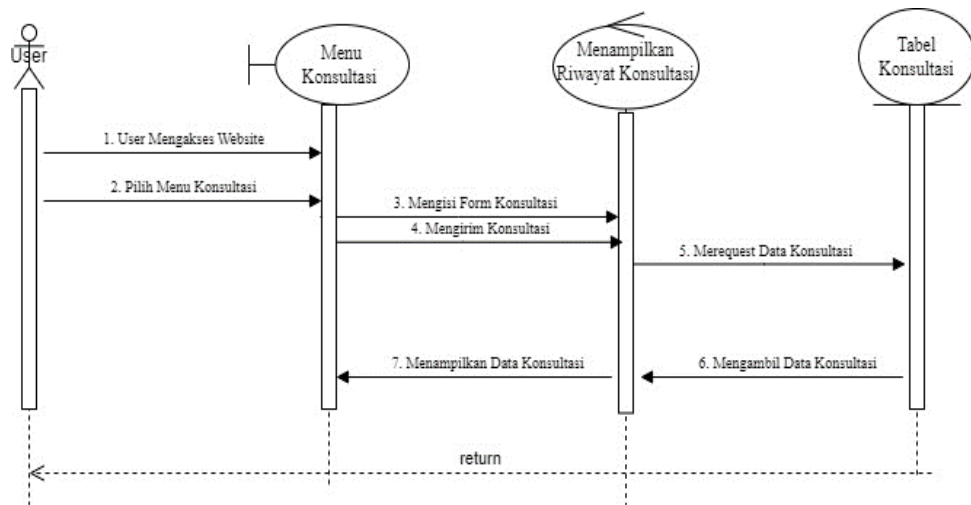 User
Menu
Konsultasi
Menampilkan
Riwayat Konsultasi
Tabel
Konsultasi
1. User Mengakses Website
2. Pilih Menu Konsultasi
3. Mengisi Form Konsultasi
4. Mengirim Konsultasi
5. Merequest Data Konsultasi
7. Menampilkan Data Konsultasi
6. Mengambil Data Konsultasi
return